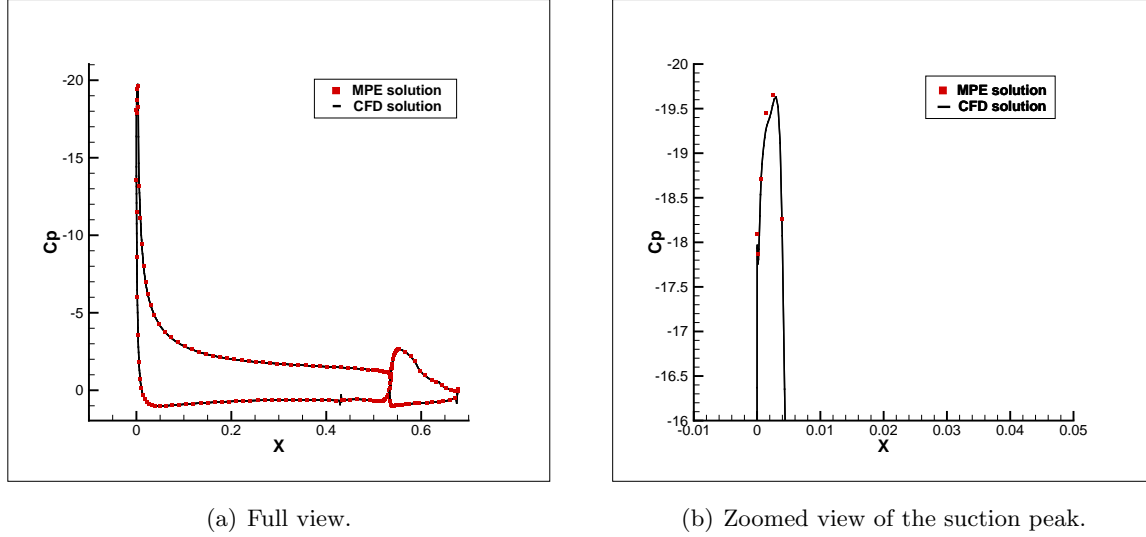 -20
-15
-10
-5
0
Cp
0
0.2
0.4
0.6
X
MPE solution
CFD solution
(a) Full view.
-20
-19.5
-19
-18.5
-18
-17.5
-17
-16.5
-16
Cp
-0.01
0
0.01
0.02
0.03
0.04
0.05
X
MPE solution
CFD solution
(b) Zoomed view of the suction peak.